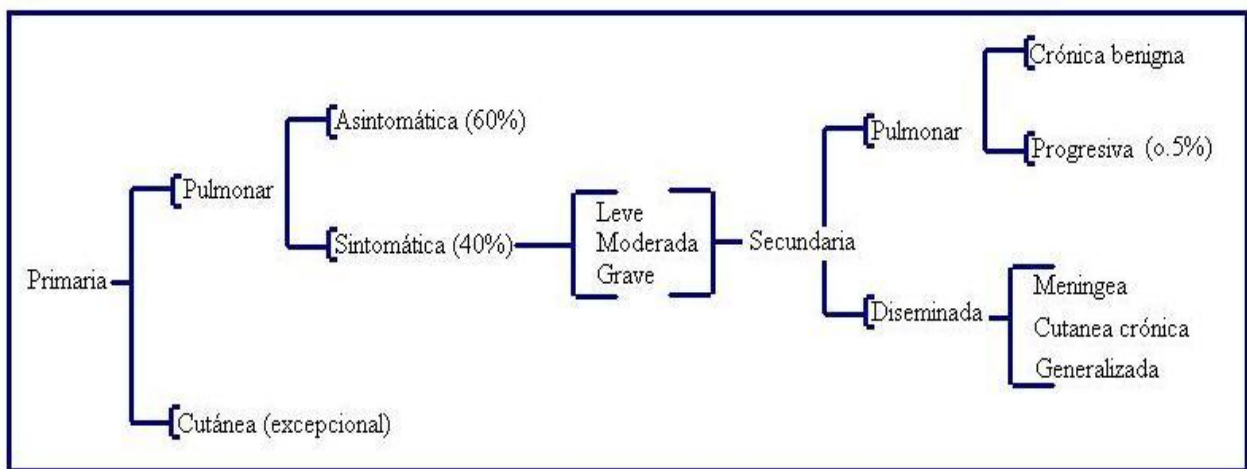 Primaria
Pulmonar
Cutánea (excepcional)
Asintomática (60%)
Sintomática (40%)
Leve
Moderada
Grave
Secundaria
Pulmonar
Diseminada
Crónica benigna
Progresiva (o.5%)
Meningea
Cutanea crónica
Generalizada